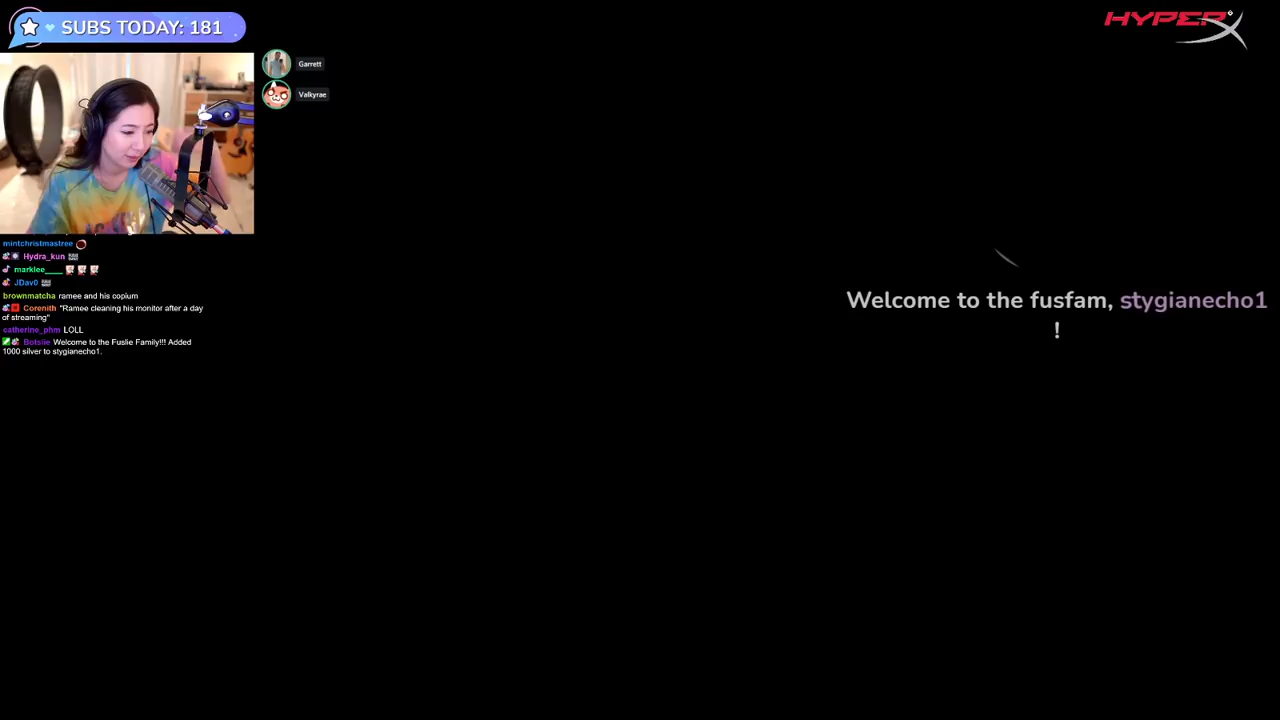 SUBS TODAY: 181
HYPERX
Garrett
Valkyrae
mintchristmastree
Hydra_kun
marklee____
JDav0
brownmatcha ramee and his copium
Corenith "Ramee cleaning his monitor after a day
of streaming"
catherine_phm LOLL
Botslie Welcome to the Fuslie Family!!! Added
1000 silver to stygianecho1.
Welcome to the fusfam, stygianecho1
!